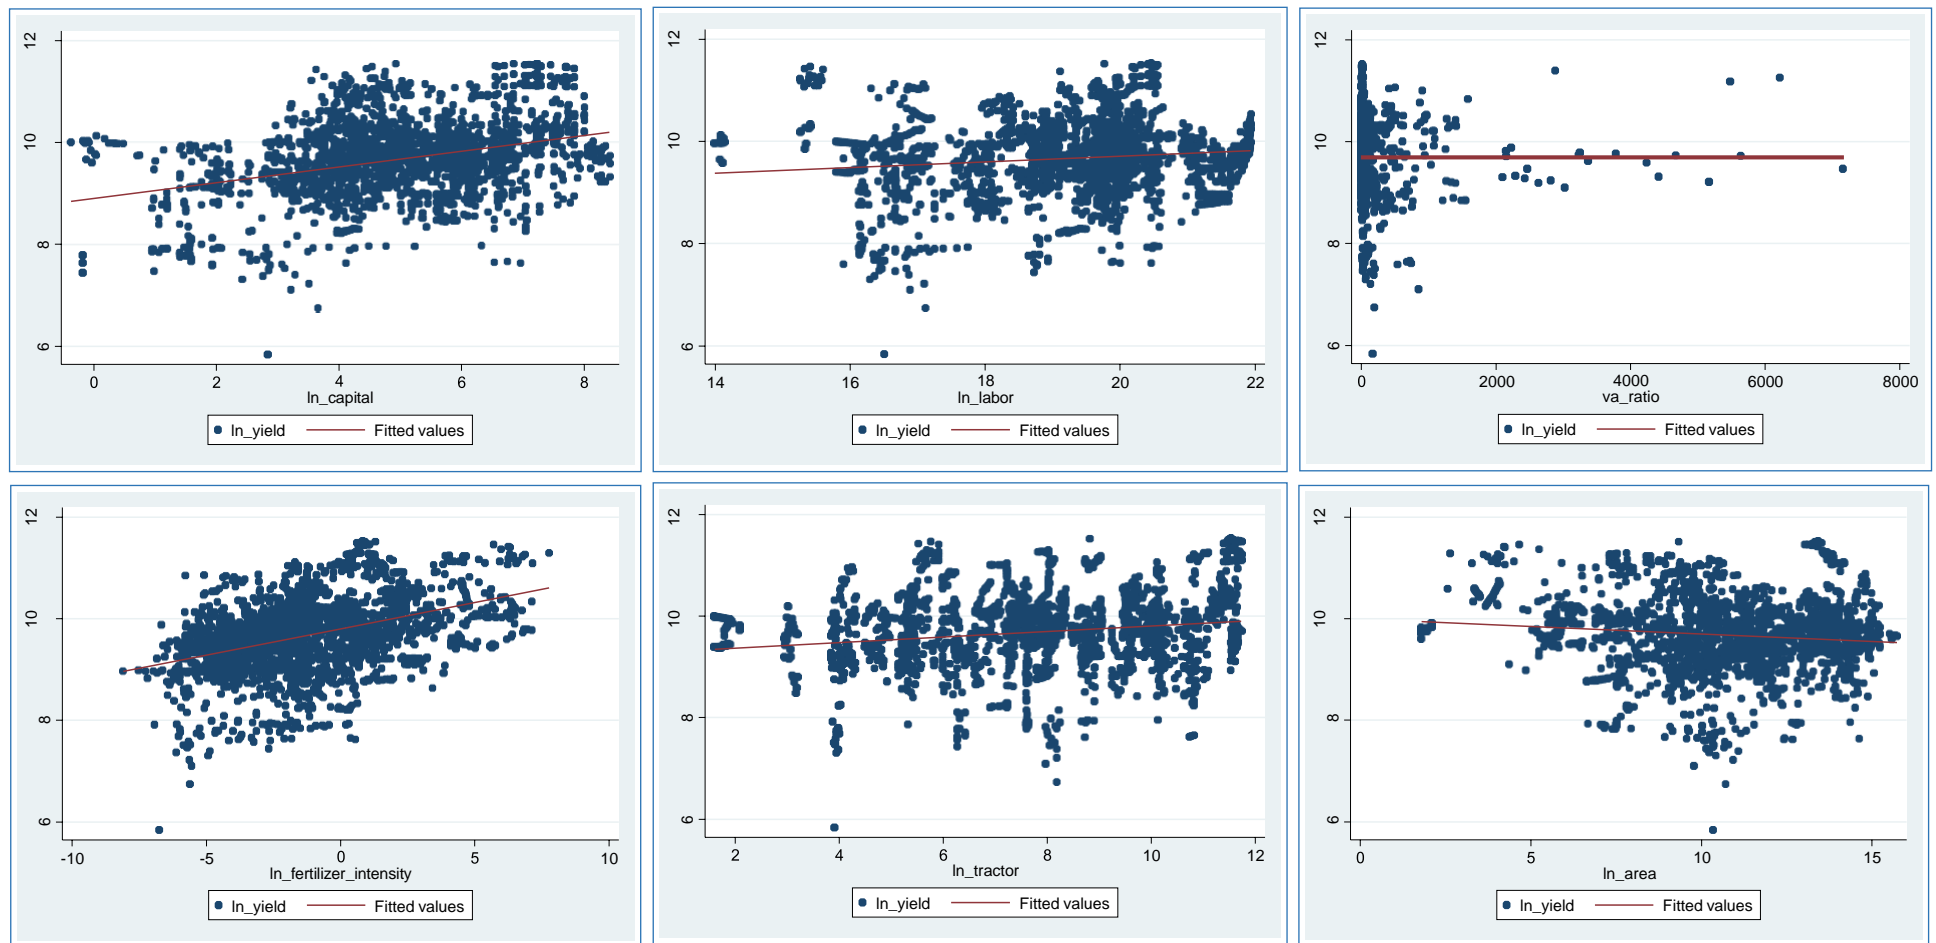 12
10
8
6
0 2 4 6 8
ln_capital
ln_yield Fitted values
12
10
8
6
14 16 18 20 22
ln_labor
ln_yield Fitted values
12
10
8
6
0 2000 4000 6000 8000
va_ratio
ln_yield Fitted values
12
10
8
6
-10 -5 0 5 10
ln_fertilizer_intensity
ln_yield Fitted values
12
10
8
6
2 4 6 8 10 12
ln_tractor
ln_yield Fitted values
12
10
8
6
0 5 10 15
ln_area
ln_yield Fitted values